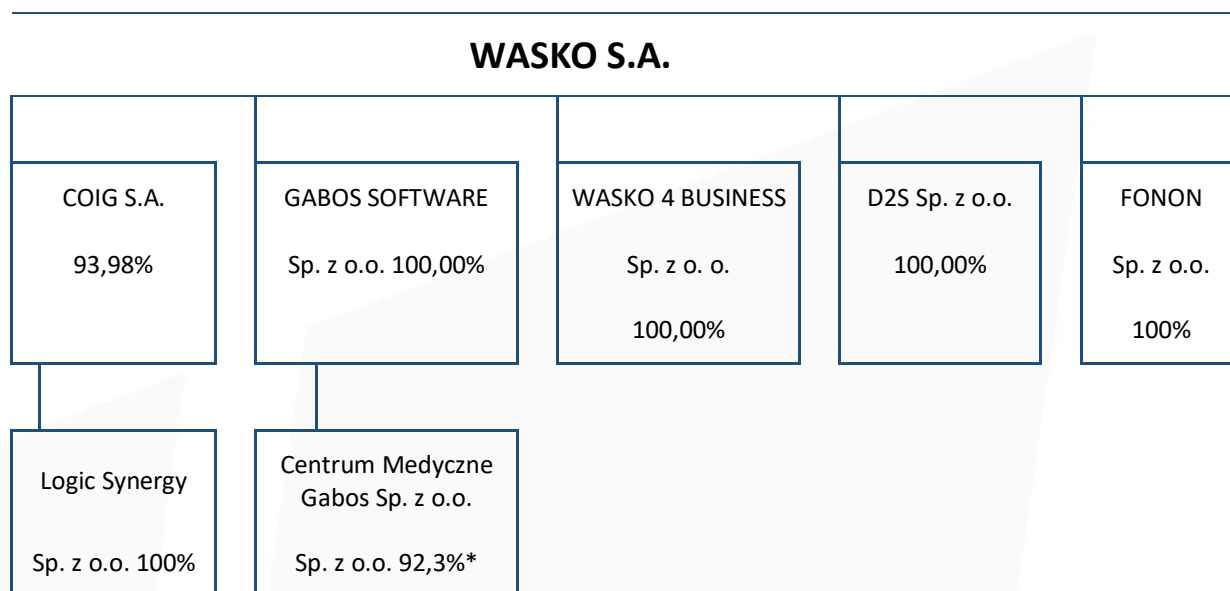 WASKO S.A.
COIG S.A.
93,98%
GABOS SOFTWARE
Sp. z o.o. 100,00%
WASKO 4 BUSINESS
Sp. z o. o.
100,00%
D2S Sp. z o.o.
100,00%
FONON
Sp. z o.o.
100%
Logic Synergy
Sp. z o.o. 100%
Centrum Medyczne
Gabos Sp. z o.o.
Sp. z o.o. 92,3%*